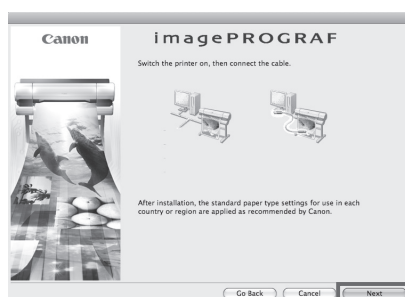 Canon
imagePROGRAF
Switch the printer on, then connect the cable.
After installation, the standard paper type settings for use in each
country or region are applied as recommended by Canon.
Go Back
Cancel
Next